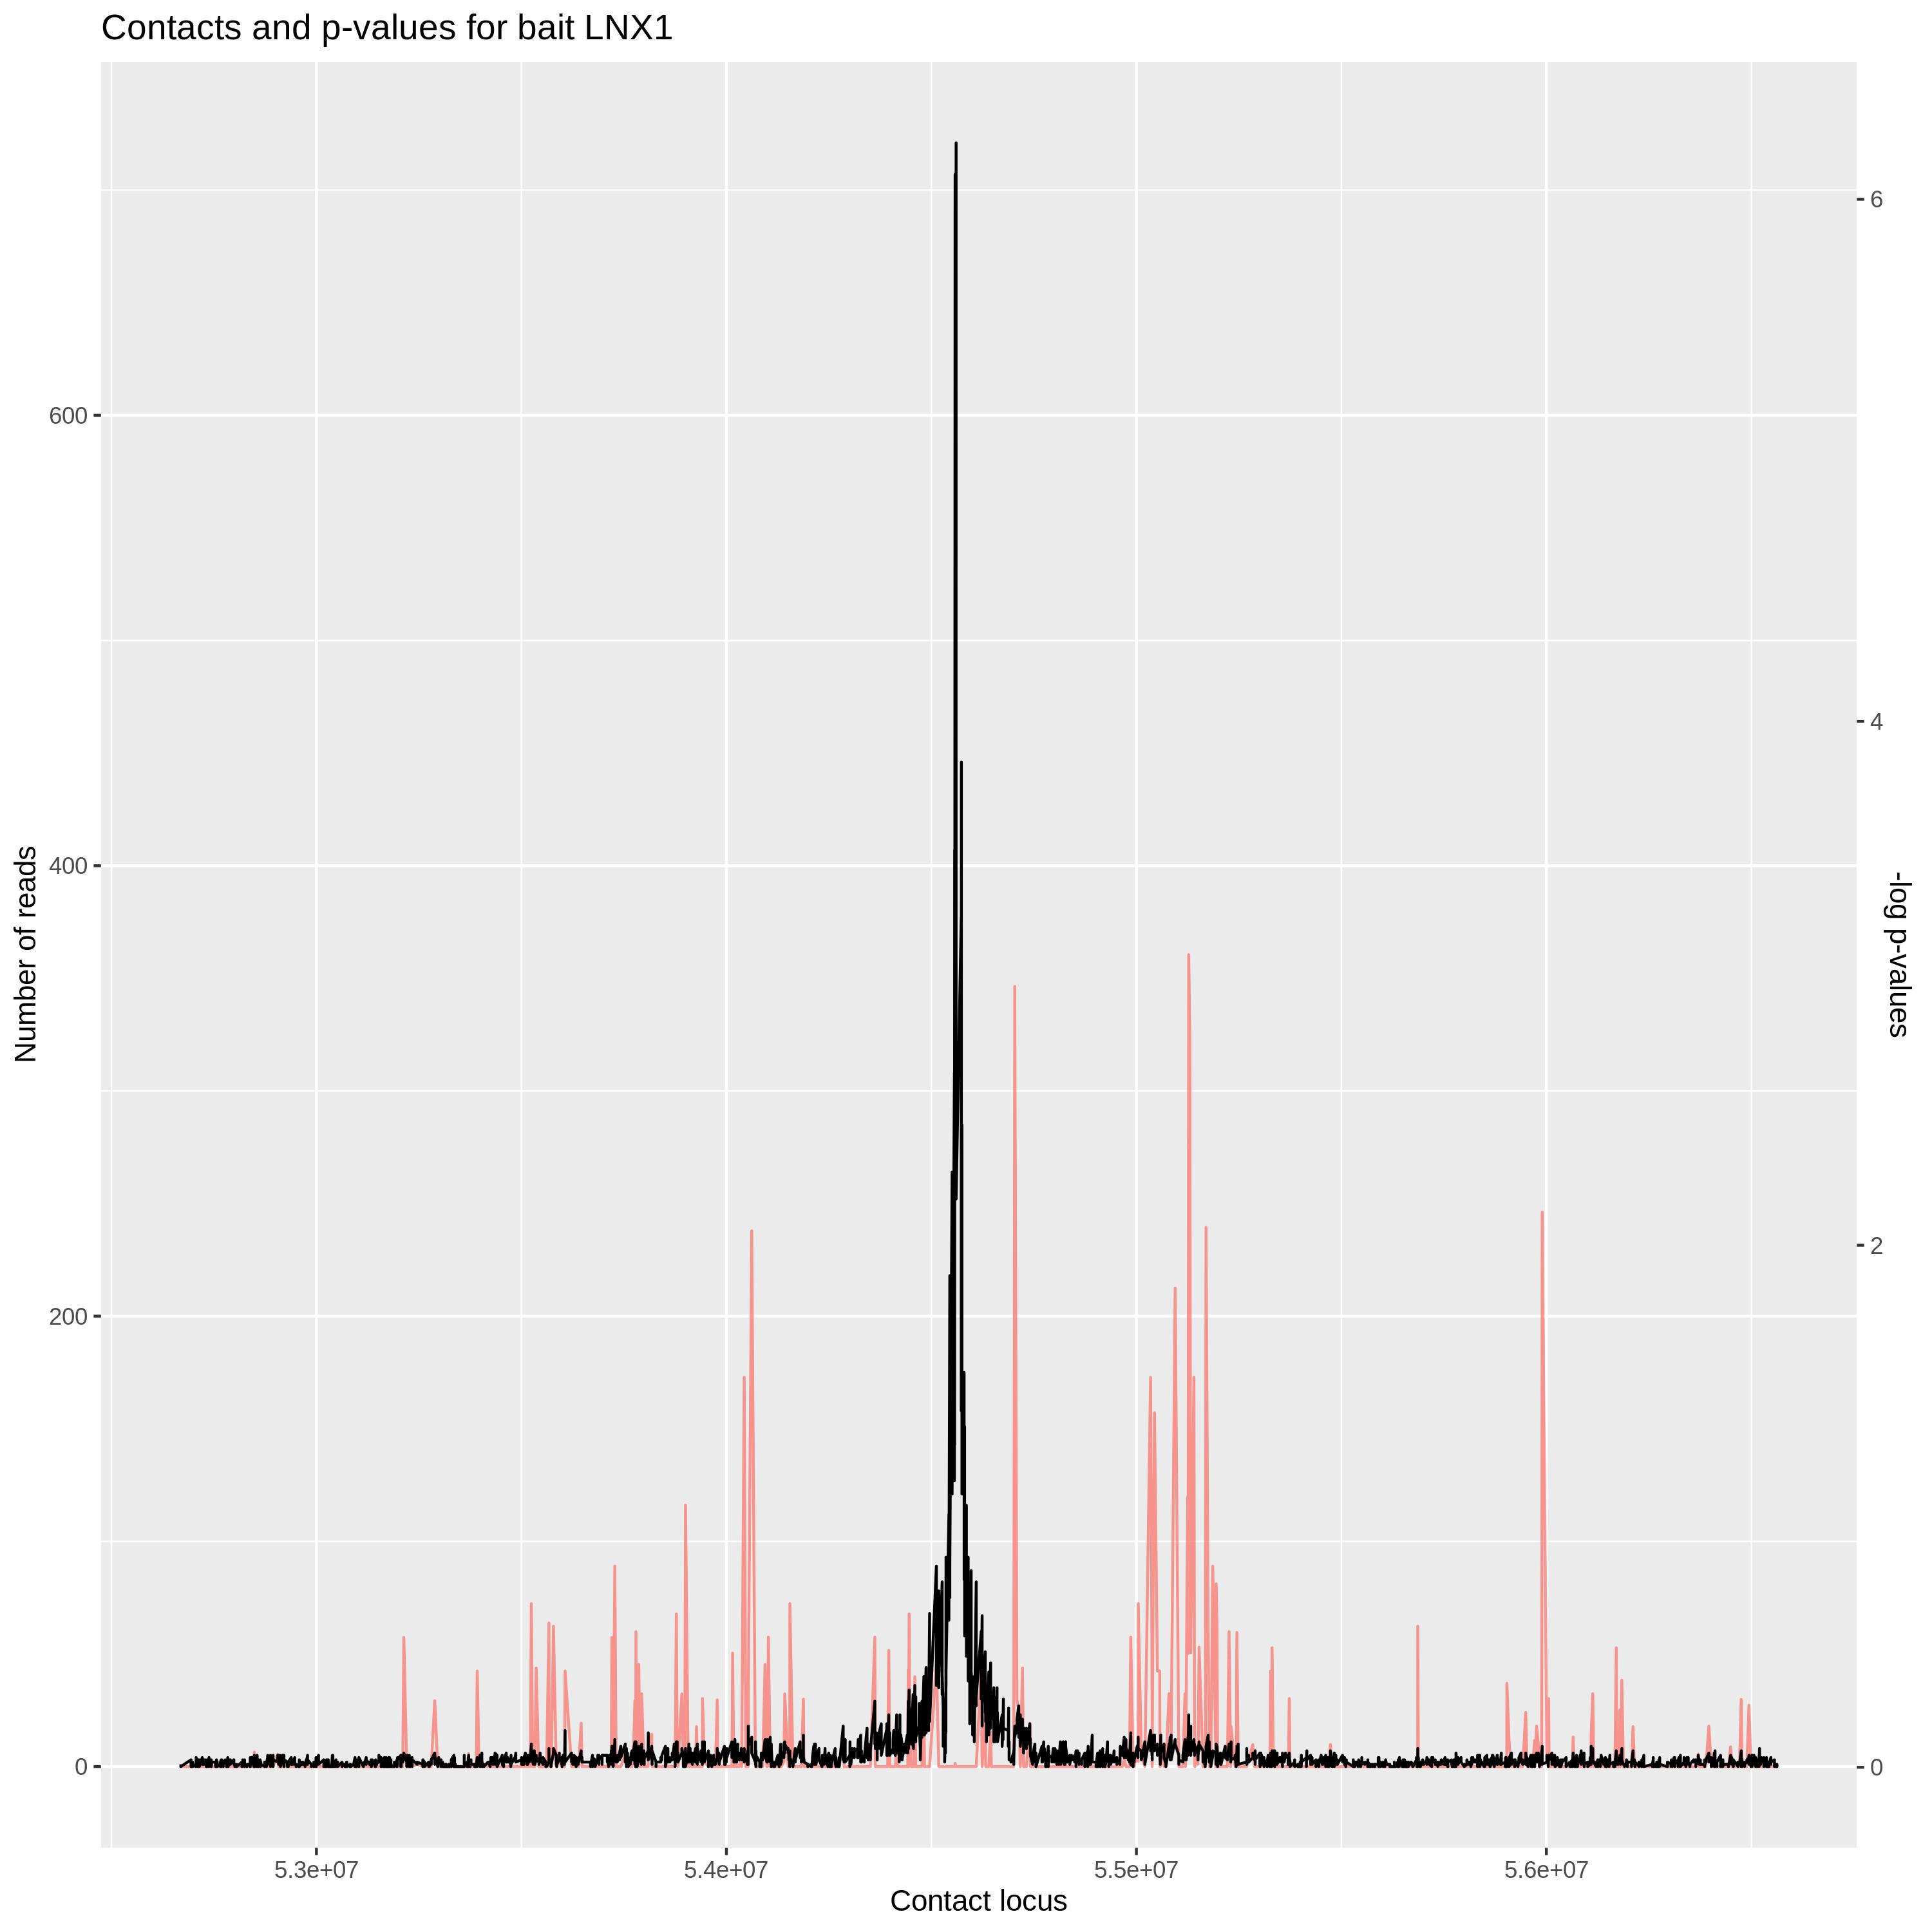 Contacts and p-values for bait LNX1
Number of reads
600
400
200
0
6
4
2
0
-log p-values
5.3e+07
5.4e+07
5.5e+07
5.6e+07
Contact locus